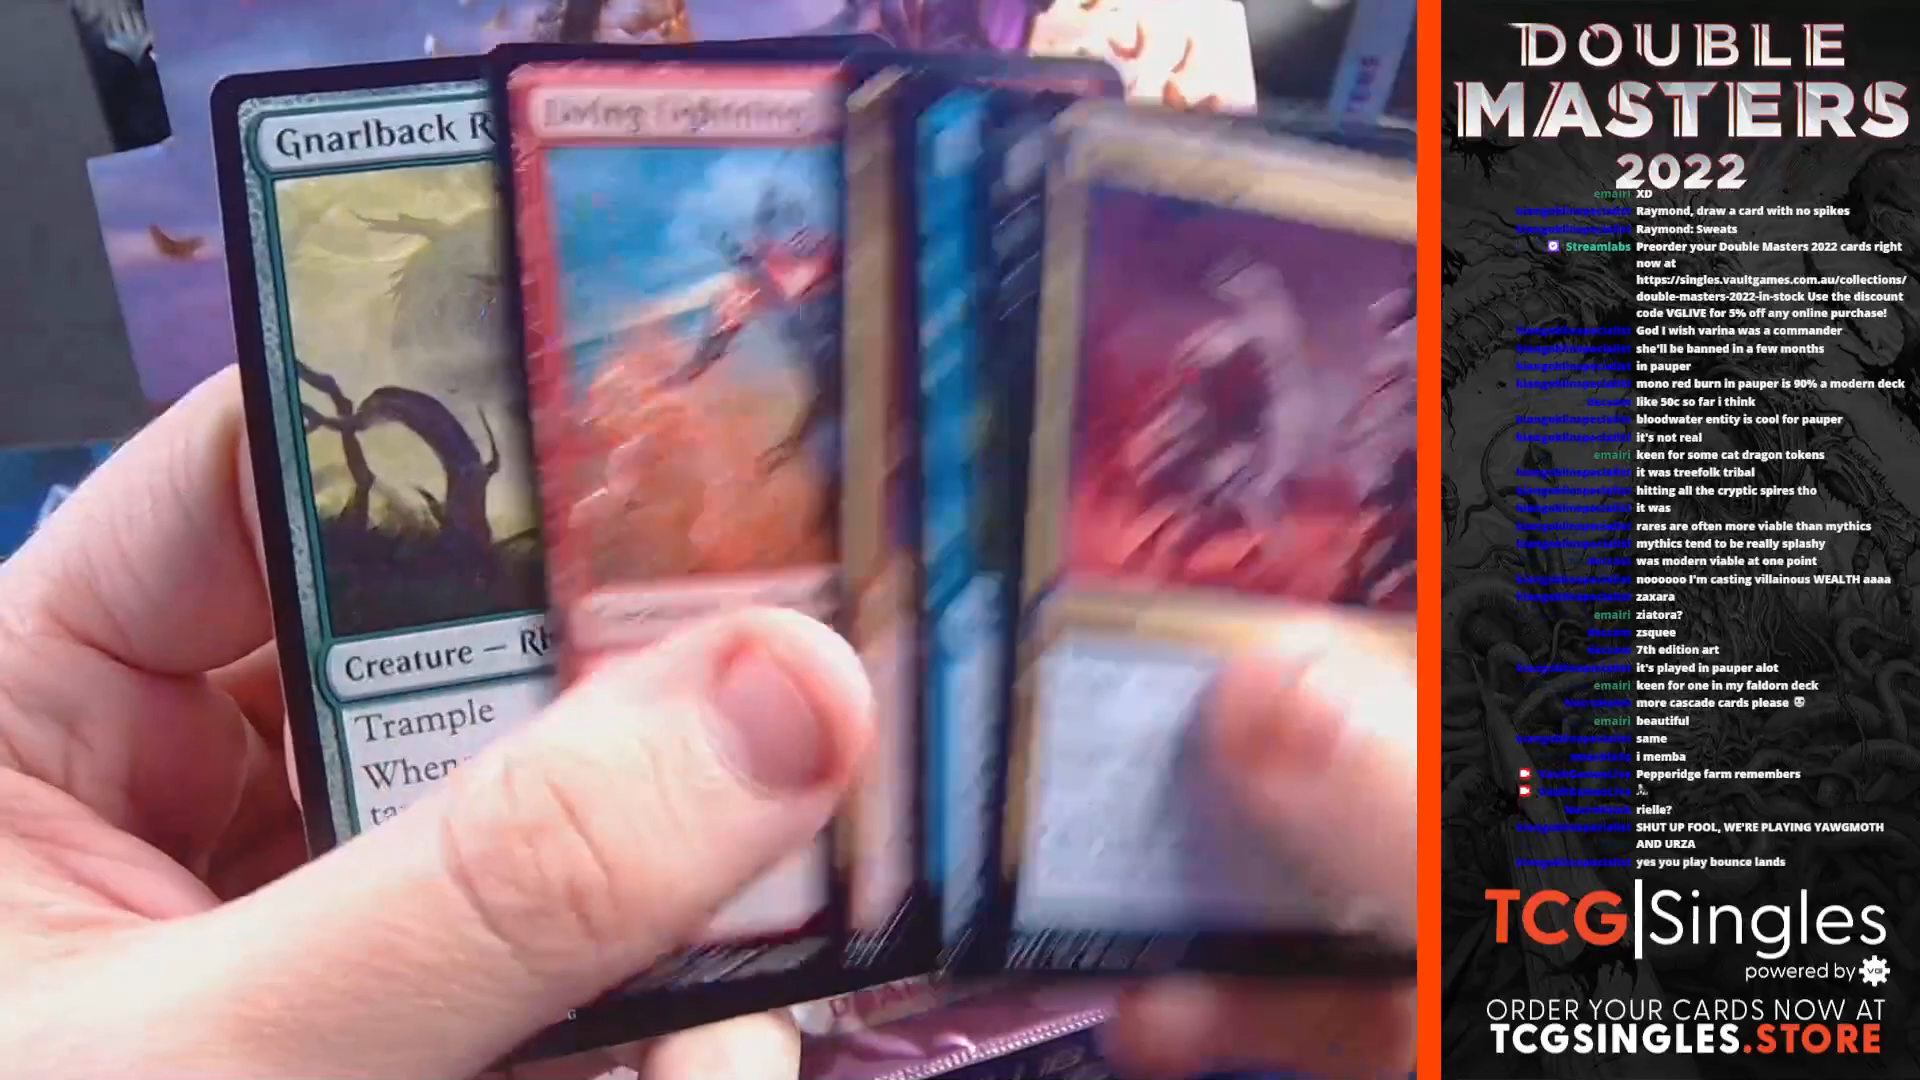 Gnarlback R
Living Lightning
Creature — Rh
Trample
When
ta
G
DOUBLE
MASTERS
2022
emairi XD
Raymond, draw a card with no spikes
Raymond: Sweats
Streamlabs Preorder your Double Masters 2022 cards right
now at
https://singles.vaultgames.com.au/collections/
double-masters-2022-in-stock Use the discount
code VGLIVE for 5% off any online purchase!
God I wish varina was a commander
she'll be banned in a few months
in pauper
mono red burn in pauper is 90% a modern deck
like 50c so far i think
bloodwater entity is cool for pauper
it's not real
emairi keen for some cat dragon tokens
it was treefolk tribal
hitting all the cryptic spires tho
it was
rares are often more viable than mythics
mythics tend to be really splashy
was modern viable at one point
noooooo I'm casting villainous WEALTH aaaa
zaxara
emairi ziatora?
zsquee
7th edition art
it's played in pauper alot
emairi keen for one in my faldorn deck
more cascade cards please
emairi beautiful
same
i memba
VaultGamesLive Pepperidge farm remembers
VaultGamesLive
rielle?
SHUT UP FOOL, WE'RE PLAYING YAWGMOTH
AND URZA
yes you play bounce lands
TCG|Singles
powered by VG
ORDER YOUR CARDS NOW AT
TCGSINGLES.STORE